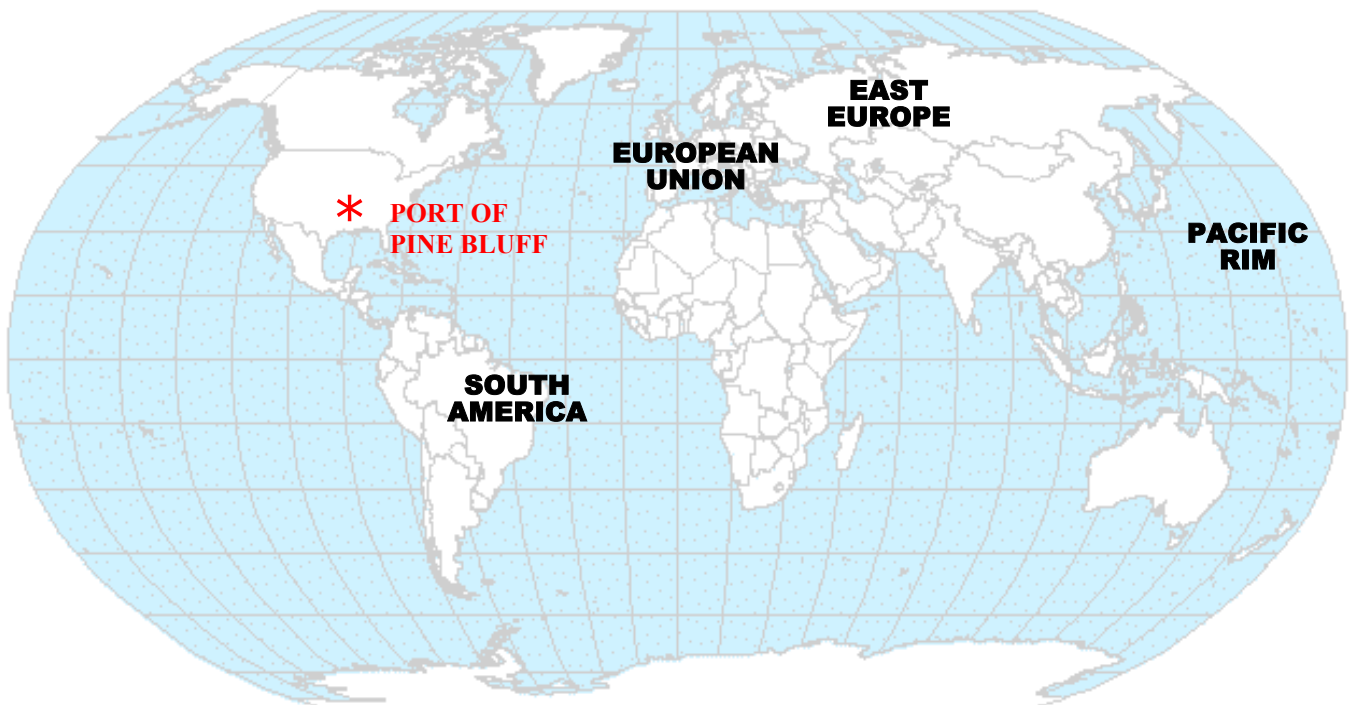 EAST
EUROPE
EUROPEAN
UNION
PORT OF
PINE BLUFF
PACIFIC
RIM
SOUTH
AMERICA